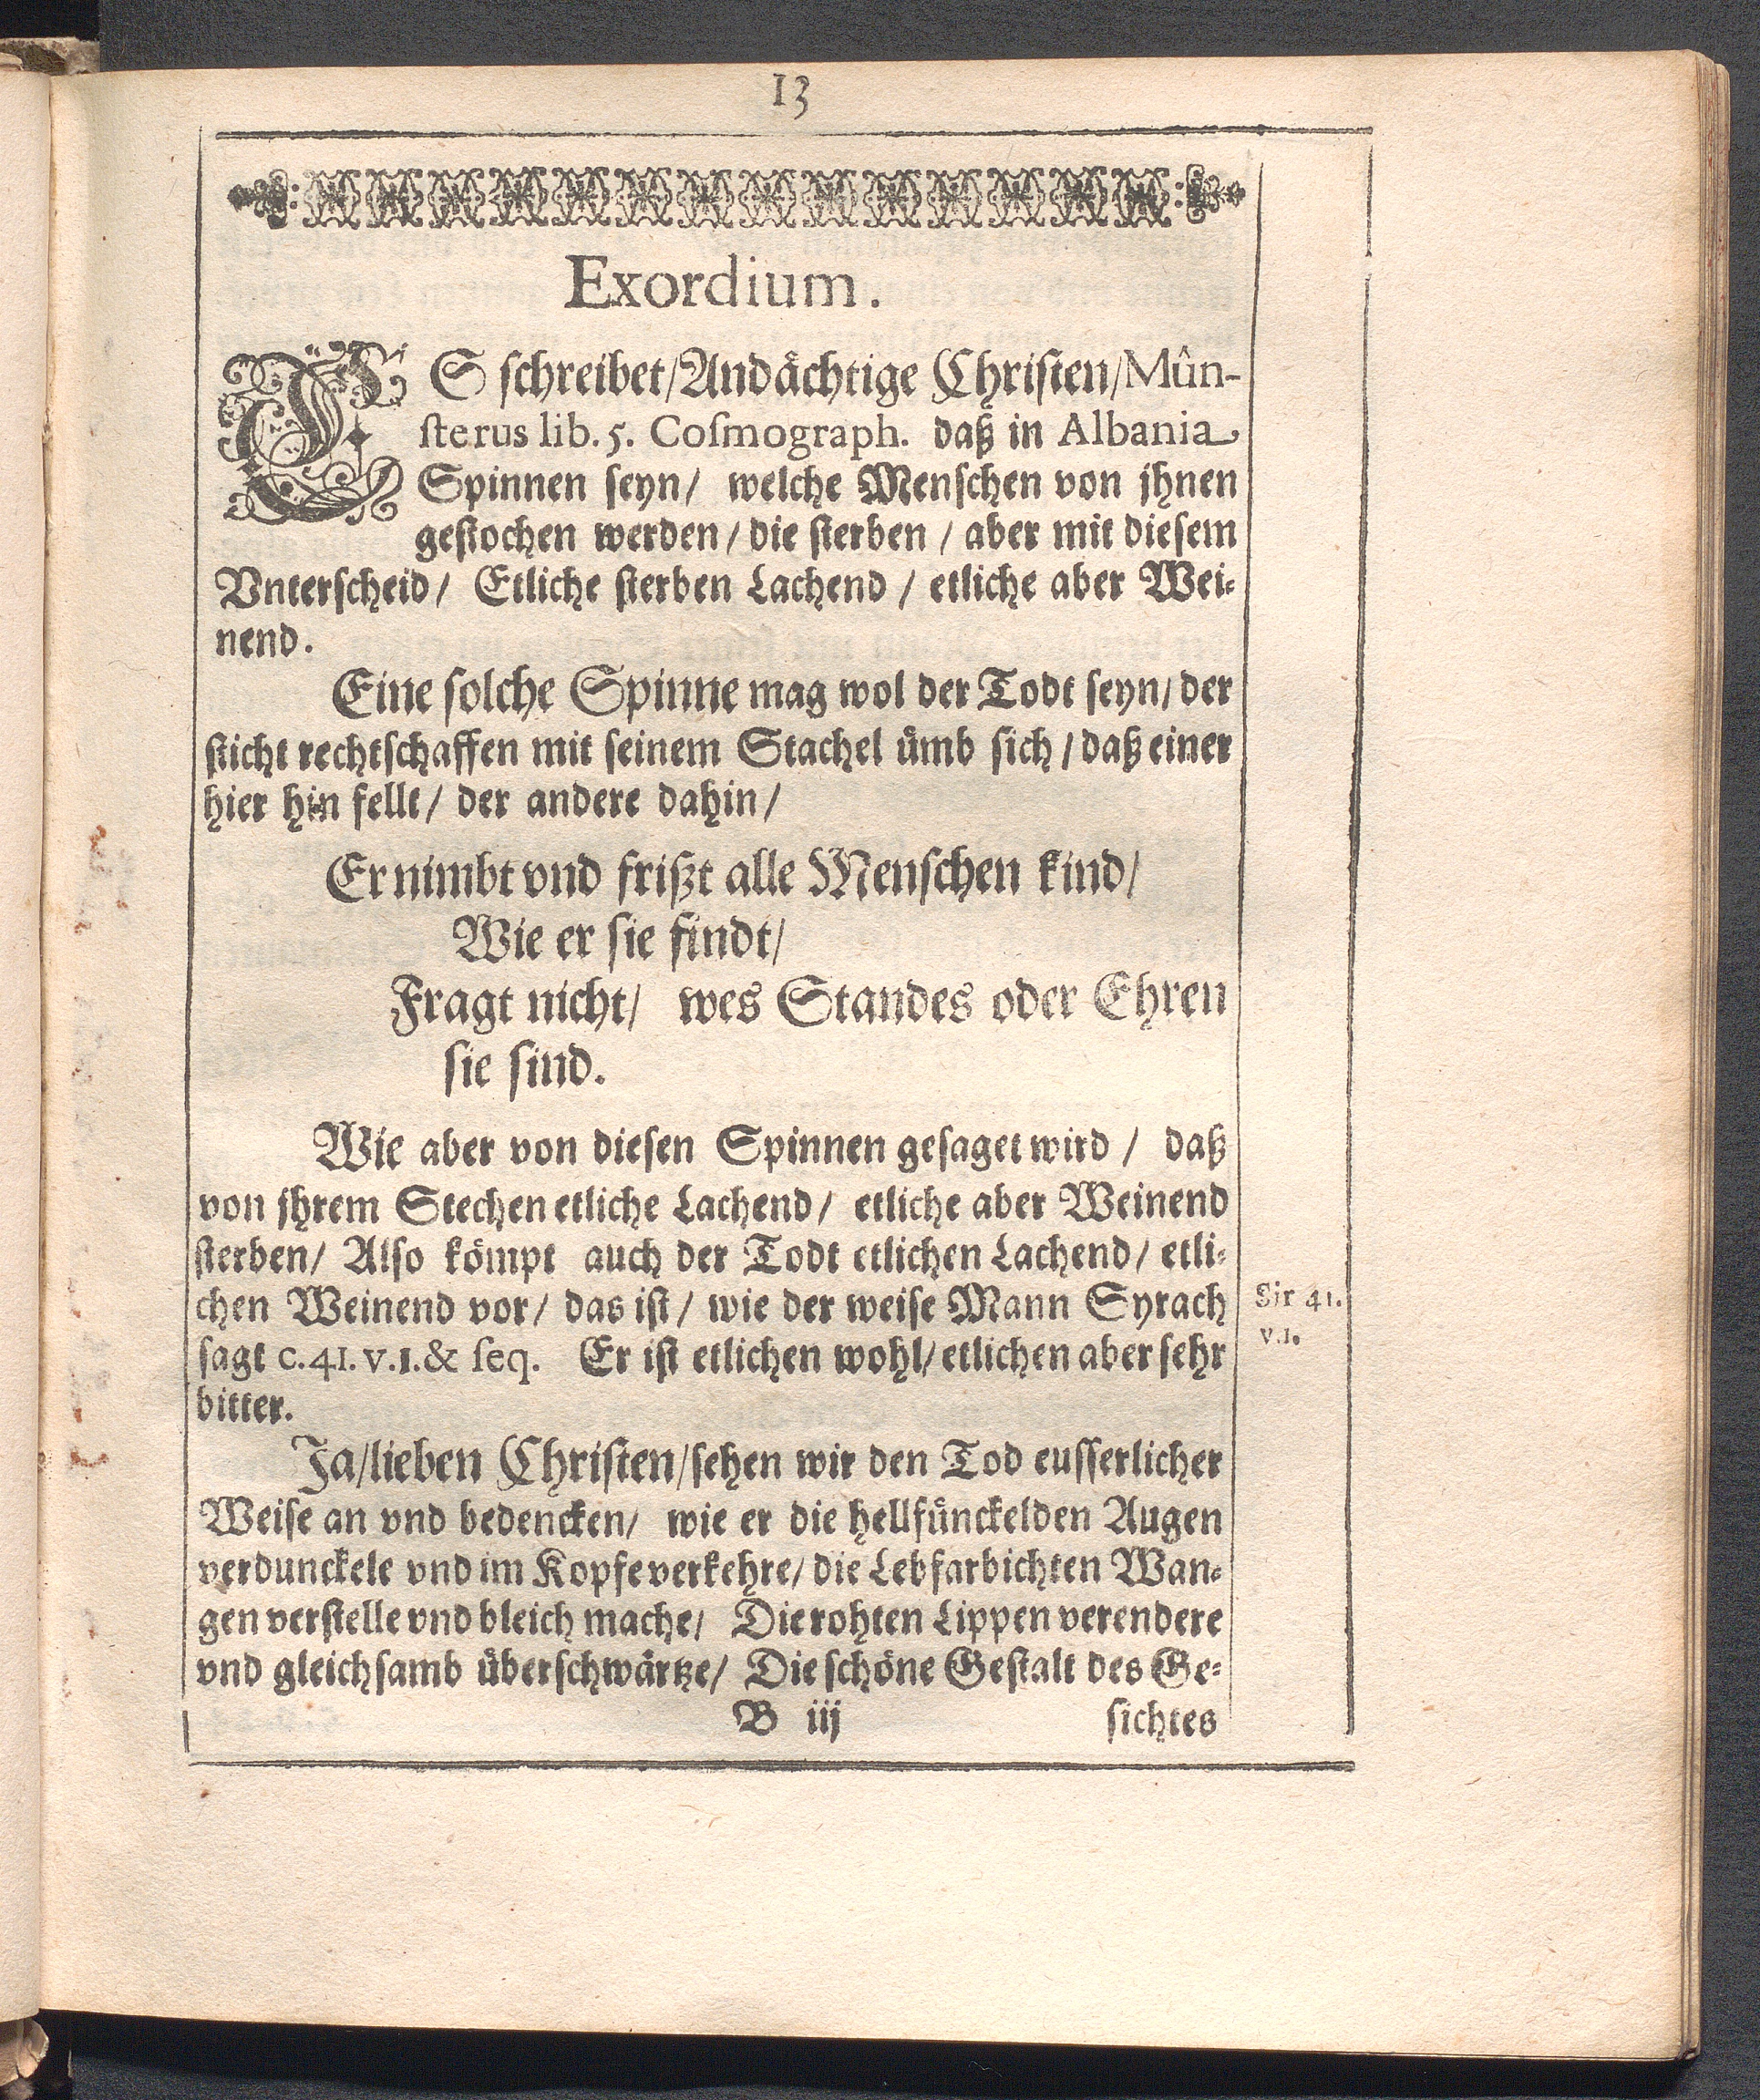 13
Exordium.
ES schreibet/Andächtige Christen/Mûn-
sterus lib. 5. Cosmograph. daß in Albania
Spinnen seyn/ welche Menschen von jhnen
gestochen werden/ die sterben / aber mit diesem
Vnterscheid/ Etliche sterben Lachend / etliche aber Wei-
nend.
Eine solche Spinne mag wol der Todt seyn/ der
sticht rechtschaffen mit seinem Stachel ümb sich / daß einer
hier hin fellt/ der andere dahin/
Er nimbt vnd frißt alle Menschen kind/
Wie er sie findt/
Fragt nicht/ wes Standes oder Ehren
sie sind.
Wie aber von diesen Spinnen gesaget wird / daß
von jhrem Stechen etliche Lachend/ etliche aber Weinend
sterben/ Also kömpt auch der Todt etlichen Lachend/ etli-
chen Weinend vor/ das ist/ wie der weise Mann Syrach
Sir 41.
v.1.
sagt c.41. v.1.& seq. Er ist etlichen wohl/ etlichen aber sehr
bitter.
Ja/lieben Christen/sehen wir den Tod eusserlicher
Weise an vnd bedencken/ wie er die hellfünckelden Augen
verdunckele vnd im Kopfe verkehre/ die Lebfarbichten Wan-
gen verstelle vnd bleich mache/ Die rohten Lippen verendere
vnd gleichsamb überschwärtze/ Die schöne Gestalt des Ge-
B iij sichtes